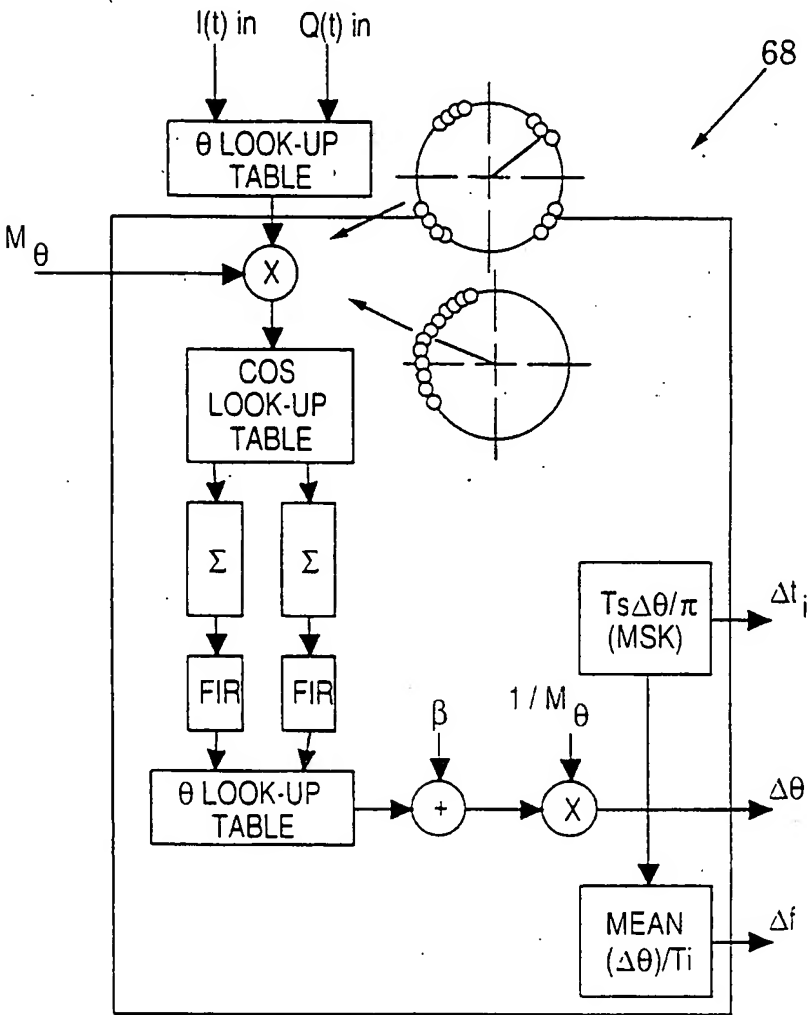 I(t) in Q(t) in
68
θ LOOK-UP
TABLE
M θ
X
COS
LOOK-UP
TABLE
Σ Σ
TsΔθ/π
(MSK)
Δt i
FIR FIR
β
1 / M θ
θ LOOK-UP
TABLE
+
X
Δθ
MEAN
(Δθ)/Ti
Δf